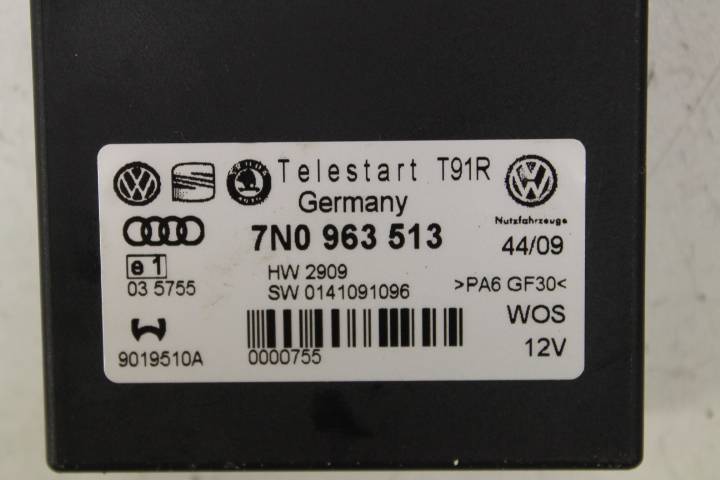 Telestart T91R
Germany
Nutzfahrzeuge
7N0 963 513
44/09
e1
HW 2909
03 5755
SW 0141091096
>PA6 GF30<
WOS
9019510A
0000755
12V